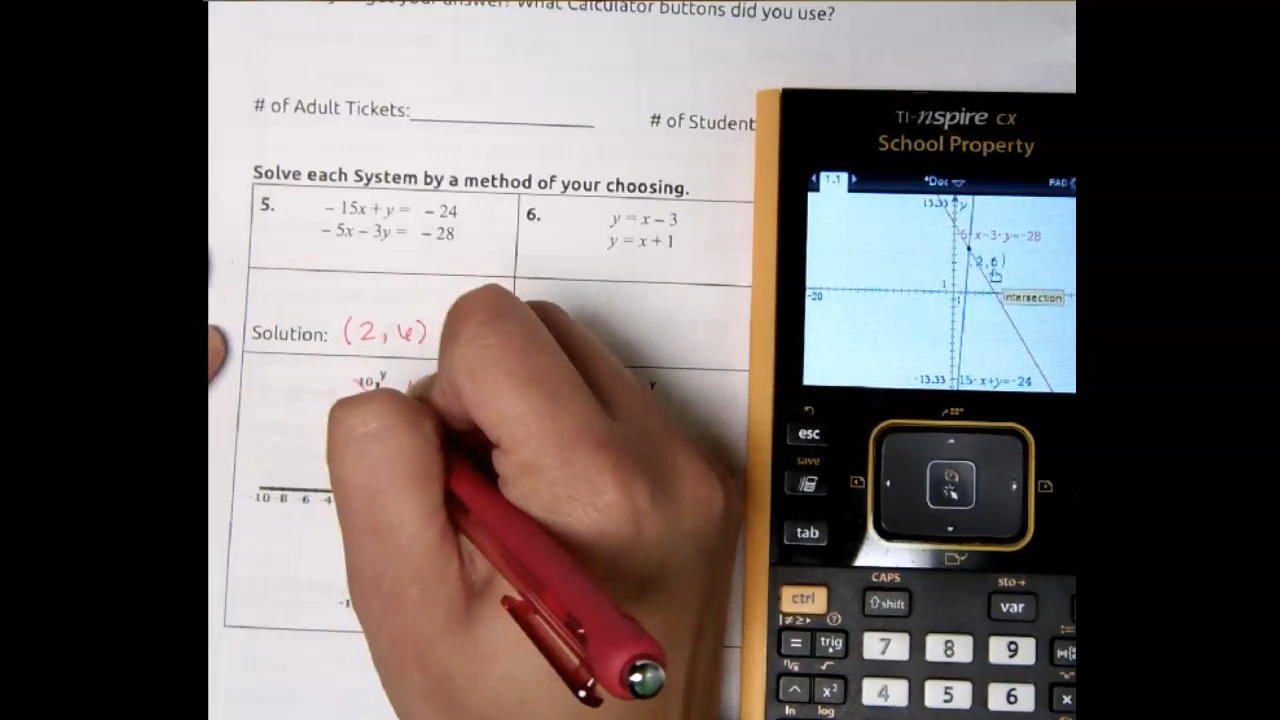 your answer? What Calculator buttons did you use?
# of Adult Tickets:
# of Student
Solve each System by a method of your choosing.
5. - 15x + y = - 24
- 5x - 3y = - 28
6. y = x - 3
y = x + 1
Solution: (2, 6)
10 y
y
-10 -8 -6 -4
-1
TI-nspire CX
School Property
1.1 *Doc RAD
13.33 y
-5·x-3·y=-28
(2,6)
1
-20 1
intersection
-13.33 -15·x+y=-24
esc
save
tab
CAPS sto→
ctrl shift var
= trig 7 8 9
^ x² 4 5 6 x
ln log